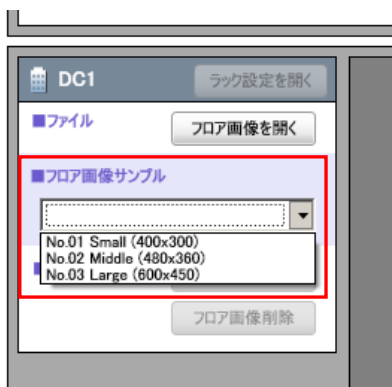 DC1
ラック設定を開く
■ファイル
フロア画像を開く
■フロア画像サンプル
No.01 Small (400x300)
No.02 Middle (480x360)
No.03 Large (600x450)
フロア画像削除